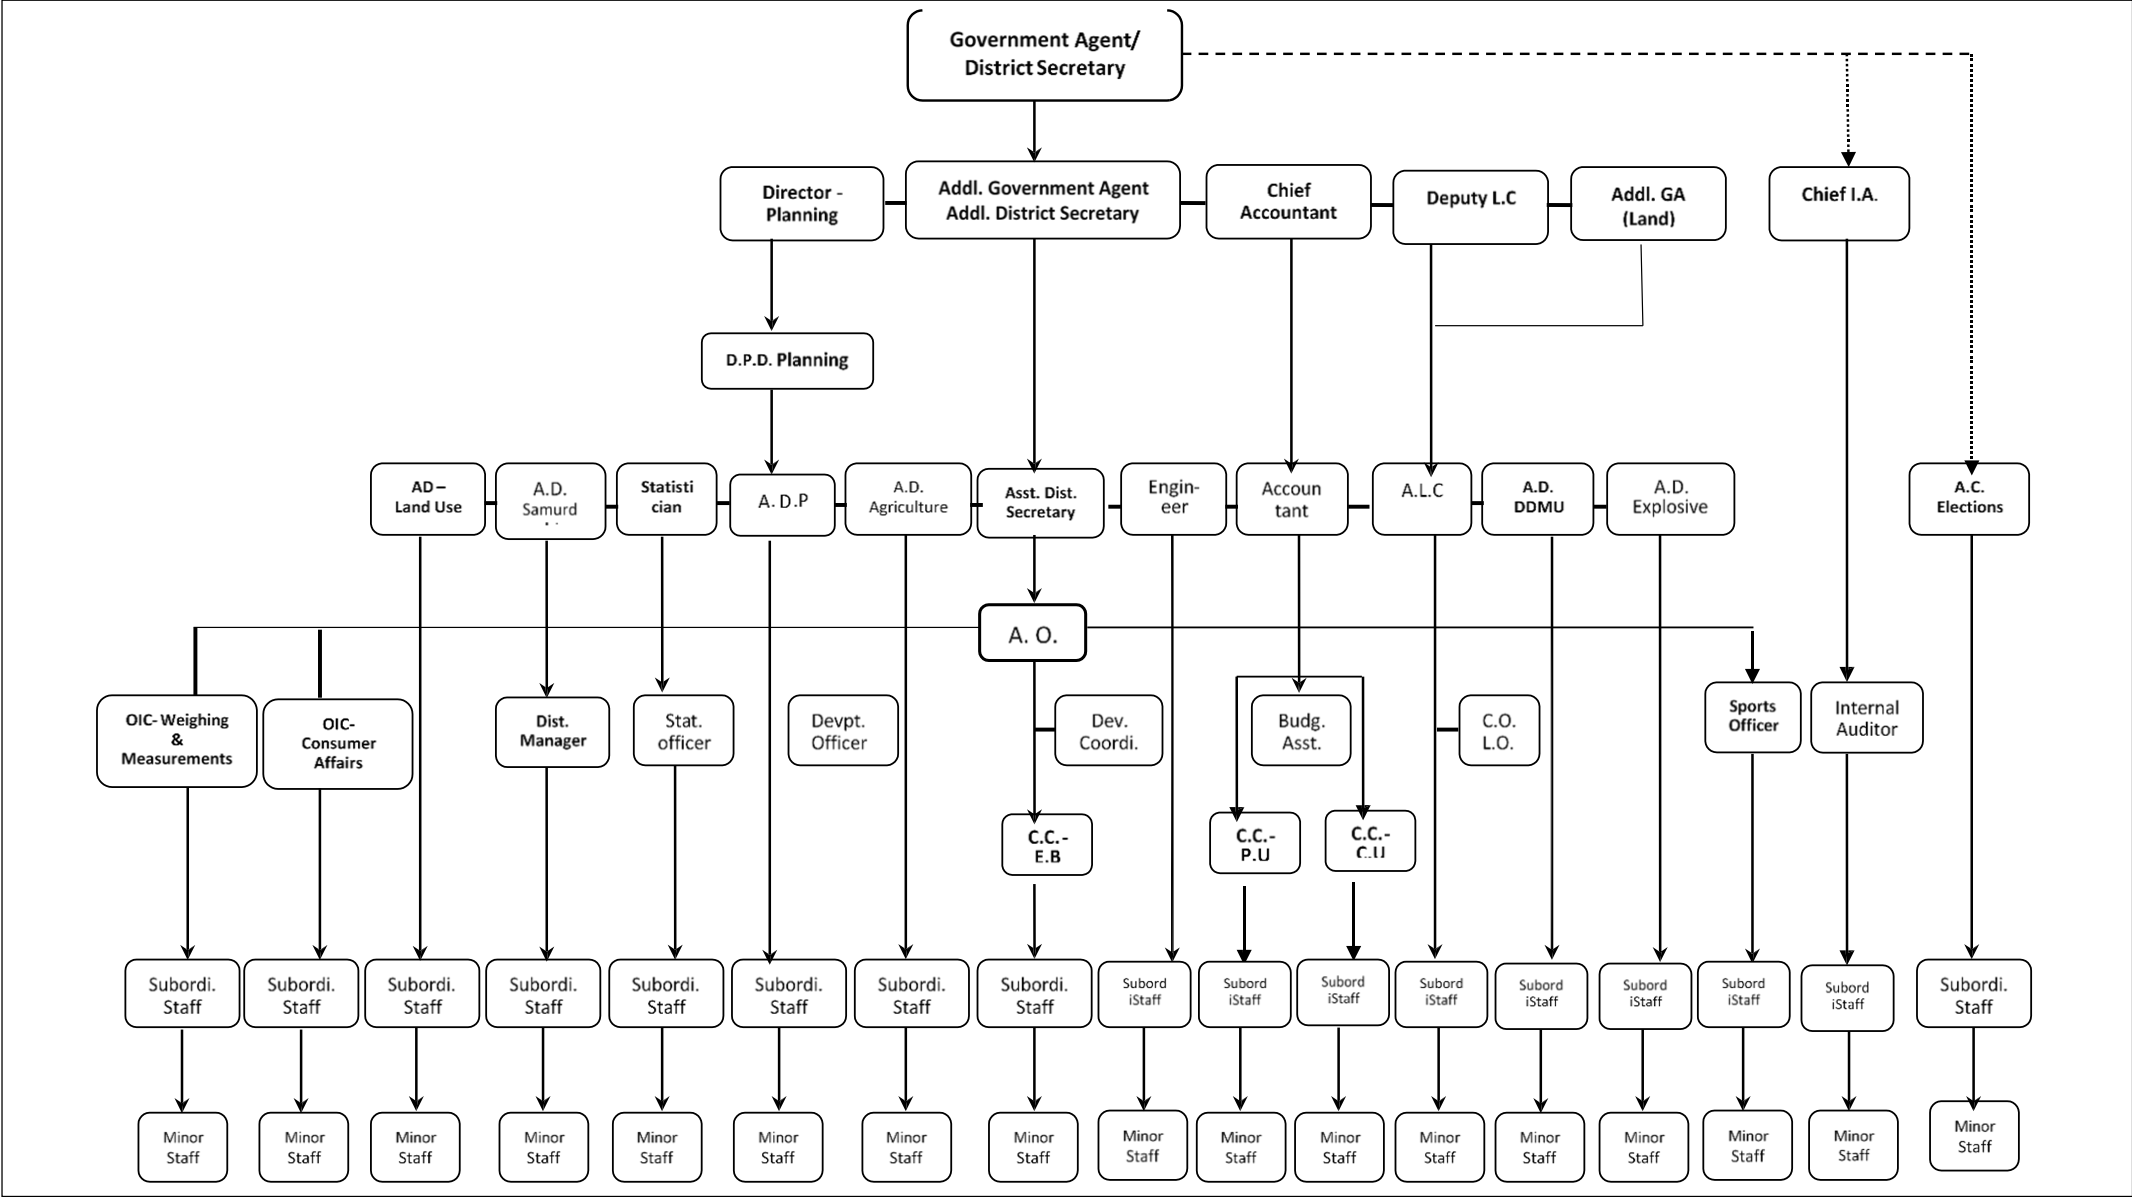 Government Agent/
District Secretary
Director -
Planning
Addl. Government Agent
Addl. District Secretary
Chief
Accountant
Deputy L.C
Addl. GA
(Land)
Chief I.A.
D.P.D. Planning
AD –
Land Use
A.D.
Samurd
Statisti
cian
A. D.P
A.D.
Agriculture
Asst. Dist.
Secretary
Engin-
eer
Accoun
tant
A.L.C
A.D.
DDMU
A.D.
Explosive
A.C.
Elections
A. O.
OIC- Weighing
&
Measurements
OIC-
Consumer
Affairs
Dist.
Manager
Stat.
officer
Devpt.
Officer
Dev.
Coordi.
Budg.
Asst.
C.O.
L.O.
Sports
Officer
Internal
Auditor
C.C.-
E.B
C.C.-
P.U
C.C.-
C.U
Subordi.
Staff
Subordi.
Staff
Subordi.
Staff
Subordi.
Staff
Subordi.
Staff
Subordi.
Staff
Subordi.
Staff
Subordi.
Staff
Subord
iStaff
Subord
iStaff
Subord
iStaff
Subord
iStaff
Subord
iStaff
Subord
iStaff
Subord
iStaff
Subord
iStaff
Subordi.
Staff
Minor
Staff
Minor
Staff
Minor
Staff
Minor
Staff
Minor
Staff
Minor
Staff
Minor
Staff
Minor
Staff
Minor
Staff
Minor
Staff
Minor
Staff
Minor
Staff
Minor
Staff
Minor
Staff
Minor
Staff
Minor
Staff
Minor
Staff